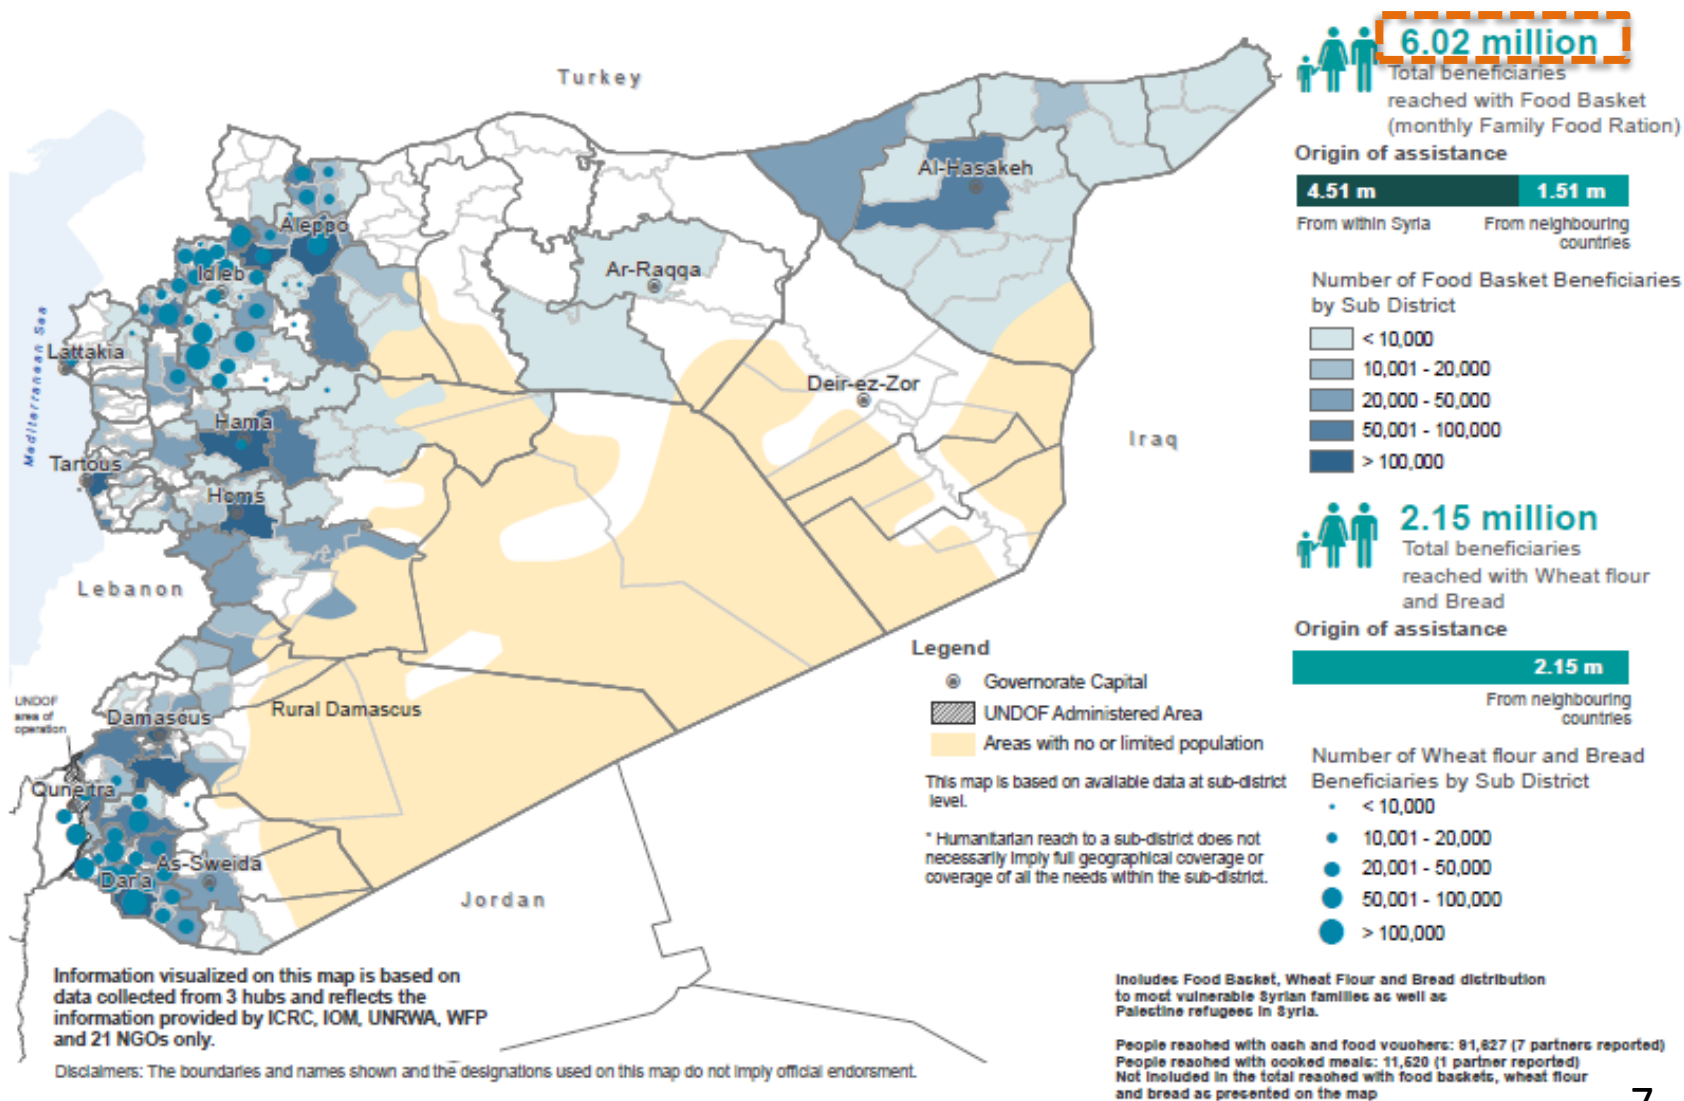 Turkey
Al-Hasakeh
Aleppo
Idleb
Ar-Raqqa
Mediterranean Sea
Lattakia
Deir-ez-Zor
Hama
Iraq
Tartous
Homs
Lebanon
UNDOF
area of
operation
Damascus
Rural Damascus
Quneitra
As-Sweida
Dar'a
Jordan
6.02 million
Total beneficiaries
reached with Food Basket
(monthly Family Food Ration)
Origin of assistance
4.51 m 1.51 m
From within Syria From neighbouring
countries
Number of Food Basket Beneficiaries
by Sub District
< 10,000
10,001 - 20,000
20,000 - 50,000
50,001 - 100,000
> 100,000
2.15 million
Total beneficiaries
reached with Wheat flour
and Bread
Origin of assistance
2.15 m
From neighbouring
countries
Number of Wheat flour and Bread
Beneficiaries by Sub District
< 10,000
10,001 - 20,000
20,001 - 50,000
50,001 - 100,000
> 100,000
Legend
Governorate Capital
UNDOF Administered Area
Areas with no or limited population
This map is based on available data at sub-district
level.
* Humanitarian reach to a sub-district does not
necessarily imply full geographical coverage or
coverage of all the needs within the sub-district.
Information visualized on this map is based on
data collected from 3 hubs and reflects the
information provided by ICRC, IOM, UNRWA, WFP
and 21 NGOs only.
Disclaimers: The boundaries and names shown and the designations used on this map do not imply official endorsment.
Includes Food Basket, Wheat Flour and Bread distribution
to most vulnerable Syrian families as well as
Palestine refugees in Syria.
People reached with cash and food vouchers: 91,627 (7 partners reported)
People reached with cooked meals: 11,520 (1 partner reported)
Not included in the total reached with food baskets, wheat flour
and bread as presented on the map